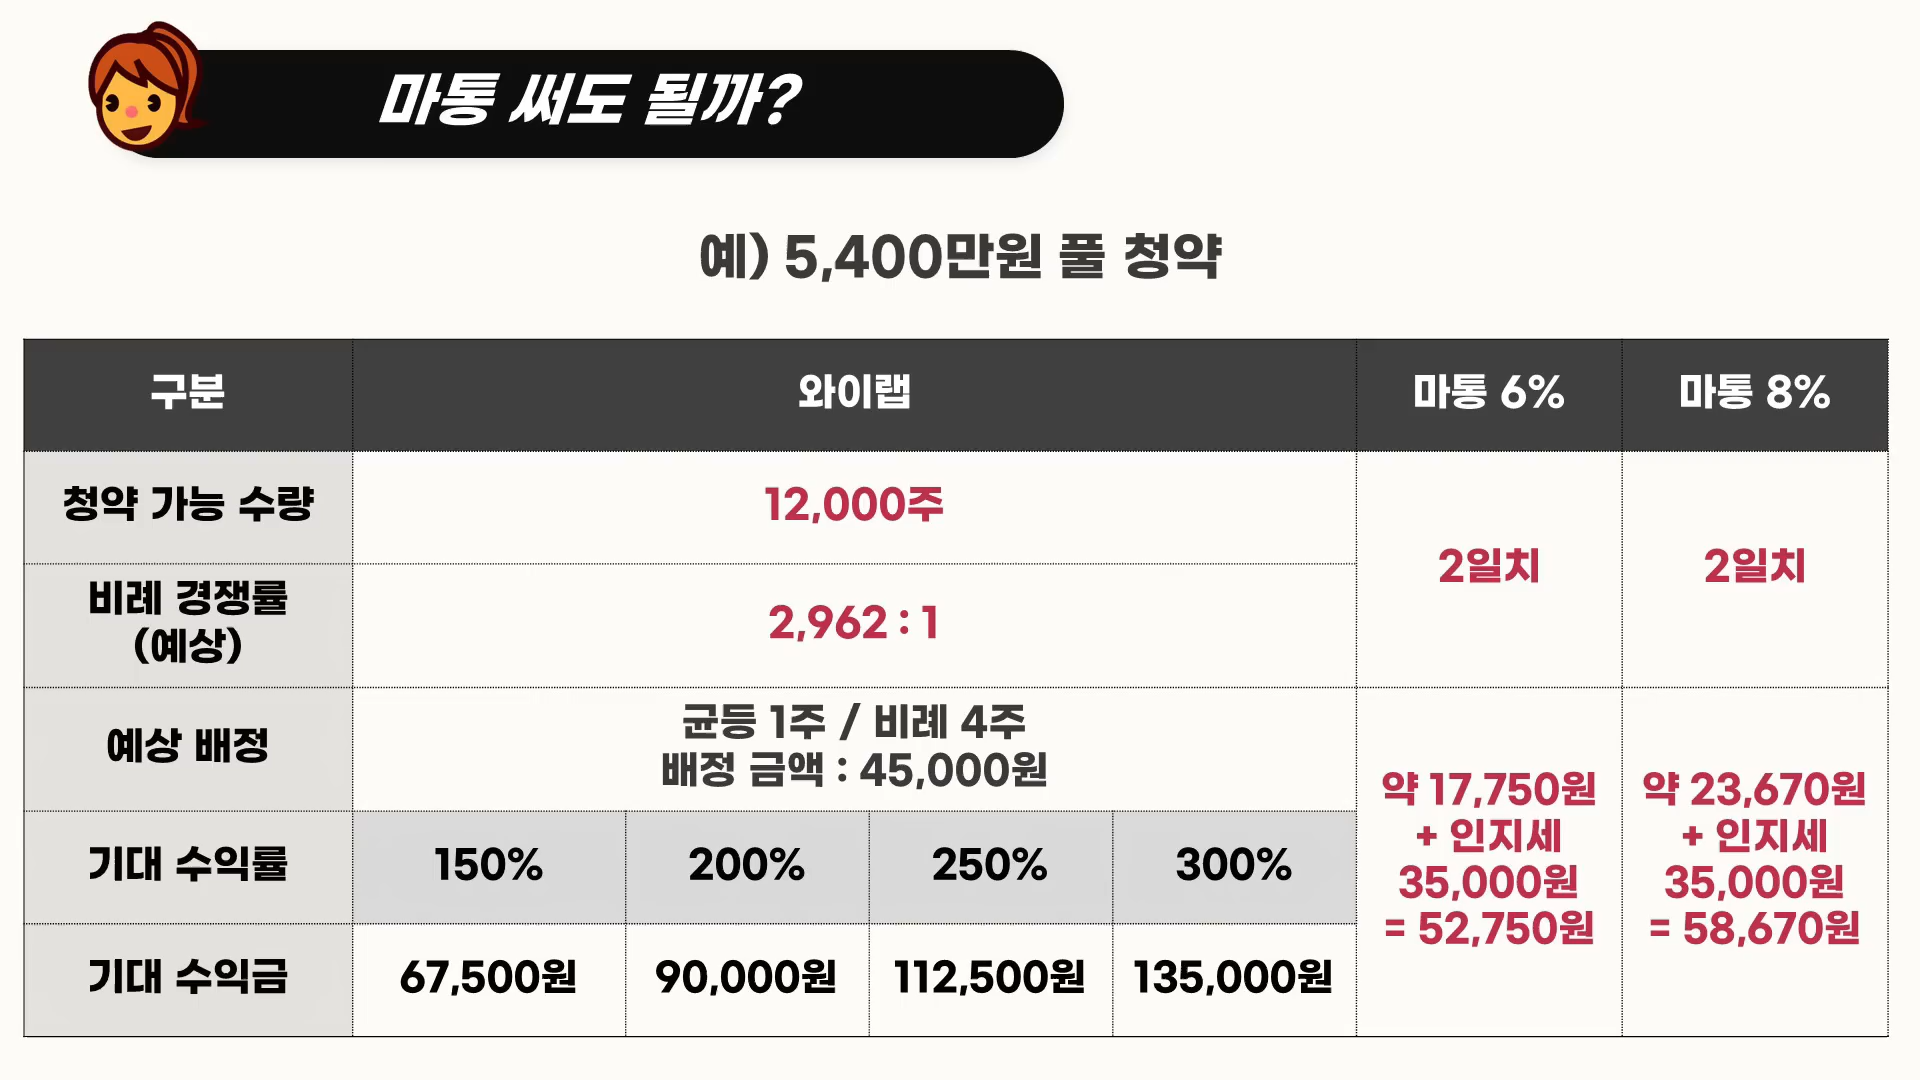 마통 써도 될까?
예) 5,400만원 풀 청약
구분
와이랩
마통 6%
마통 8%
청약 가능 수량
12,000주
2일치
2일치
비례 경쟁률
(예상)
2,962 : 1
예상 배정
균등 1주 / 비례 4주
배정 금액 : 45,000원
약 17,750원
+ 인지세
35,000원
= 52,750원
약 23,670원
+ 인지세
35,000원
= 58,670원
기대 수익률
150%
200%
250%
300%
기대 수익금
67,500원
90,000원
112,500원
135,000원